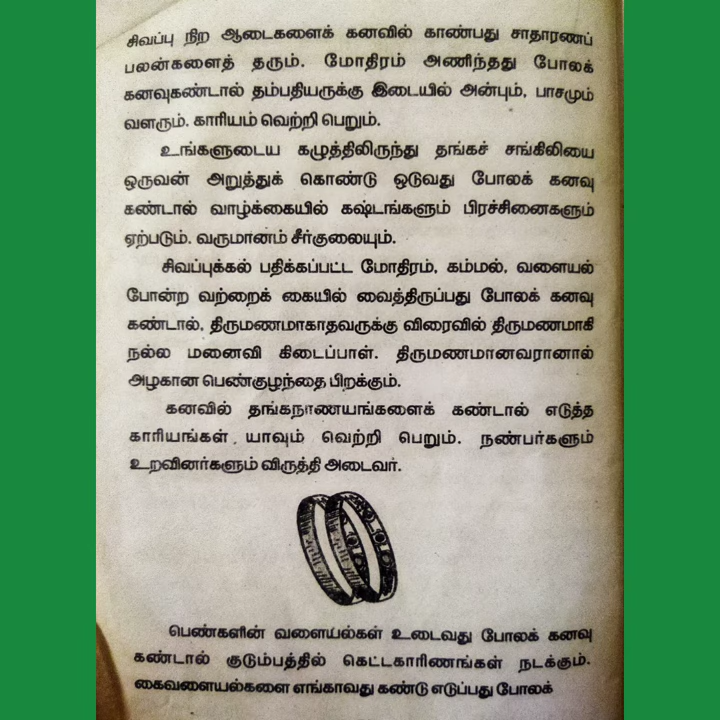 சிவப்பு நிற ஆடைகளைக் கனவில் காண்பது சாதாரணப்
பலன்களைத் தரும். மோதிரம் அணிந்தது போலக்
கனவுகண்டால் தம்பதியருக்கு இடையில் அன்பும், பாசமும்
வளரும். காரியம் வெற்றி பெறும்.
உங்களுடைய கழுத்திலிருந்து தங்கச் சங்கிலியை
ஒருவன் அறுத்துக் கொண்டு ஓடுவது போலக் கனவு
கண்டால் வாழ்க்கையில் கஷ்டங்களும் பிரச்சினைகளும்
ஏற்படும். வருமானம் சீர்குலையும்.
சிவப்புக்கல் பதிக்கப்பட்ட மோதிரம், கம்மல், வளையல்
போன்ற வற்றைக் கையில் வைத்திருப்பது போலக் கனவு
கண்டால், திருமணமாகாதவருக்கு விரைவில் திருமணமாகி
நல்ல மனைவி கிடைப்பாள். திருமணமானவரானால்
அழகான பெண்குழந்தை பிறக்கும்.
கனவில் தங்கநாணயங்களைக் கண்டால் எடுத்த
காரியங்கள் யாவும் வெற்றி பெறும். நண்பர்களும்
உறவினர்களும் விருத்தி அடைவர்.
பெண்களின் வளையல்கள் உடைவது போலக் கனவு
கண்டால் குடும்பத்தில் கெட்டகாரிணங்கள் நடக்கும்.
கைவளையல்களை எங்காவது கண்டு எடுப்பது போலக்